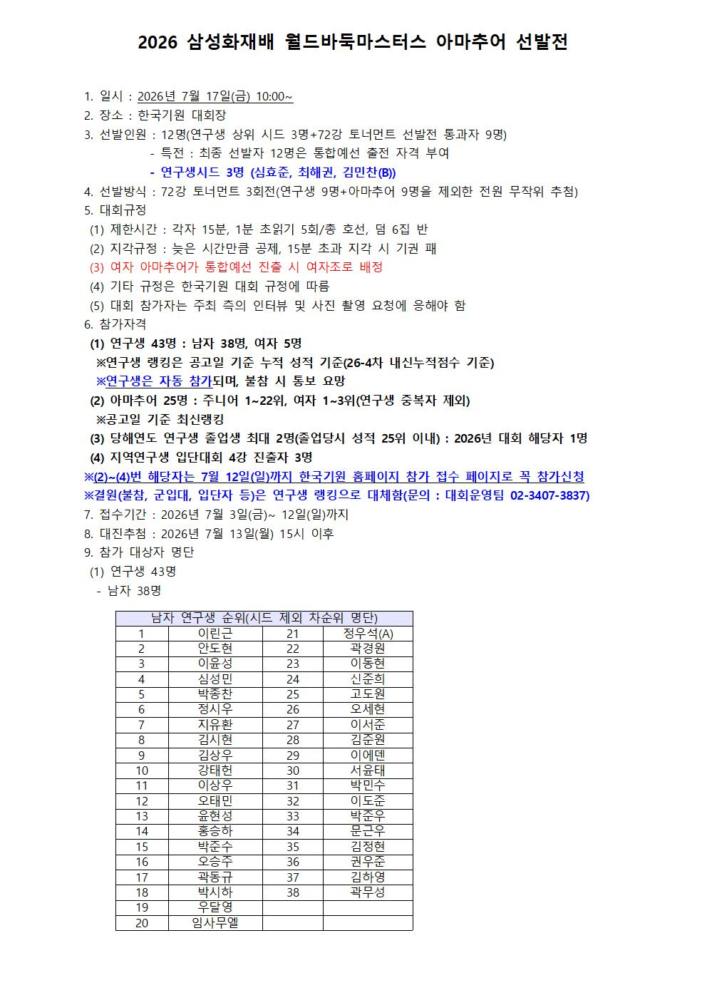 2026 삼성화재배 월드바둑마스터스 아마추어 선발전
1. 일시 : 2026년 7월 17일(금) 10:00~
2. 장소 : 한국기원 대회장
3. 선발인원 : 12명(연구생 상위 시드 3명+72강 토너먼트 선발전 통과자 9명)
- 특전 : 최종 선발자 12명은 통합예선 출전 자격 부여
- 연구생시드 3명 (심효준, 최해권, 김민찬(B))
4. 선발방식 : 72강 토너먼트 3회전(연구생 9명+아마추어 9명을 제외한 전원 무작위 추첨)
5. 대회규정
(1) 제한시간 : 각자 15분, 1분 초읽기 5회/총 호선, 덤 6집 반
(2) 지각규정 : 늦은 시간만큼 공제, 15분 초과 지각 시 기권 패
(3) 여자 아마추어가 통합예선 진출 시 여자조로 배정
(4) 기타 규정은 한국기원 대회 규정에 따름
(5) 대회 참가자는 주최 측의 인터뷰 및 사진 촬영 요청에 응해야 함
6. 참가자격
(1) 연구생 43명 : 남자 38명, 여자 5명
※연구생 랭킹은 공고일 기준 누적 성적 기준(26-4차 내신누적점수 기준)
※연구생은 자동 참가되며, 불참 시 통보 요망
(2) 아마추어 25명 : 주니어 1~22위, 여자 1~3위(연구생 중복자 제외)
※공고일 기준 최신랭킹
(3) 당해연도 연구생 졸업생 최대 2명(졸업당시 성적 25위 이내) : 2026년 대회 해당자 1명
(4) 지역연구생 입단대회 4강 진출자 3명
※(2)~(4)번 해당자는 7월 12일(일)까지 한국기원 홈페이지 참가 접수 페이지로 꼭 참가신청
※결원(불참, 군입대, 입단자 등)은 연구생 랭킹으로 대체함(문의 : 대회운영팀 02-3407-3837)
7. 접수기간 : 2026년 7월 3일(금)~ 12일(일)까지
8. 대진추첨 : 2026년 7월 13일(월) 15시 이후
9. 참가 대상자 명단
(1) 연구생 43명
- 남자 38명
남자 연구생 순위(시드 제외 차순위 명단)
1 이린근 21 정우석(A)
2 안도현 22 곽경원
3 이윤성 23 이동현
4 심성민 24 신준희
5 박종찬 25 고도원
6 정시우 26 오세현
7 지유환 27 이서준
8 김시현 28 김준원
9 김상우 29 이에덴
10 강태헌 30 서윤태
11 이상우 31 박민수
12 오태민 32 이도준
13 윤현성 33 박준우
14 홍승하 34 문근우
15 박준수 35 김정현
16 오승주 36 권우준
17 곽동규 37 김하영
18 박시하 38 곽무성
19 우달영
20 임사무엘